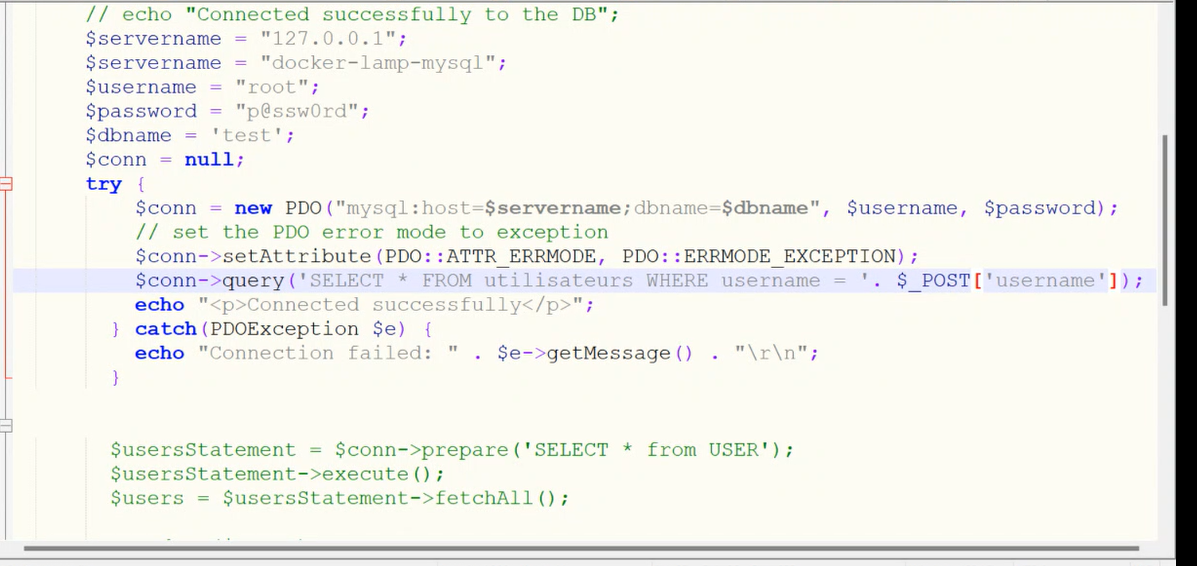 // echo "Connected successfully to the DB";
$servername = "127.0.0.1";
$servername = "docker-lamp-mysql";
$username = "root";
$password = "p@ssw0rd";
$dbname = 'test';
$conn = null;
try {
$conn = new PDO("mysql:host=$servername;dbname=$dbname", $username, $password);
// set the PDO error mode to exception
$conn->setAttribute(PDO::ATTR_ERRMODE, PDO::ERRMODE_EXCEPTION);
$conn->query('SELECT * FROM utilisateurs WHERE username = '. $_POST['username']);
echo "<p>Connected successfully</p>";
} catch(PDOException $e) {
echo "Connection failed: " . $e->getMessage() . "\r\n";
}
$usersStatement = $conn->prepare('SELECT * from USER');
$usersStatement->execute();
$users = $usersStatement->fetchAll();